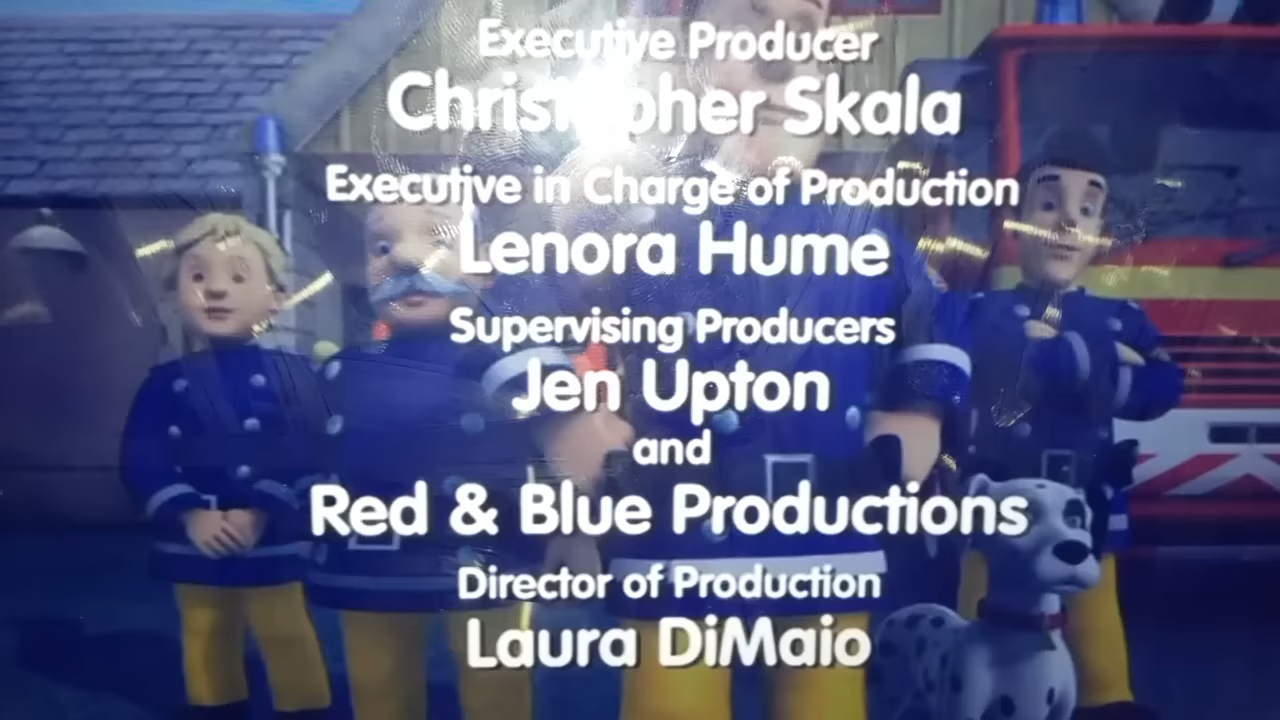 Executive Producer
Christopher Skala
Executive in Charge of Production
Lenora Hume
Supervising Producers
Jen Upton
and
Red & Blue Productions
Director of Production
Laura DiMaio